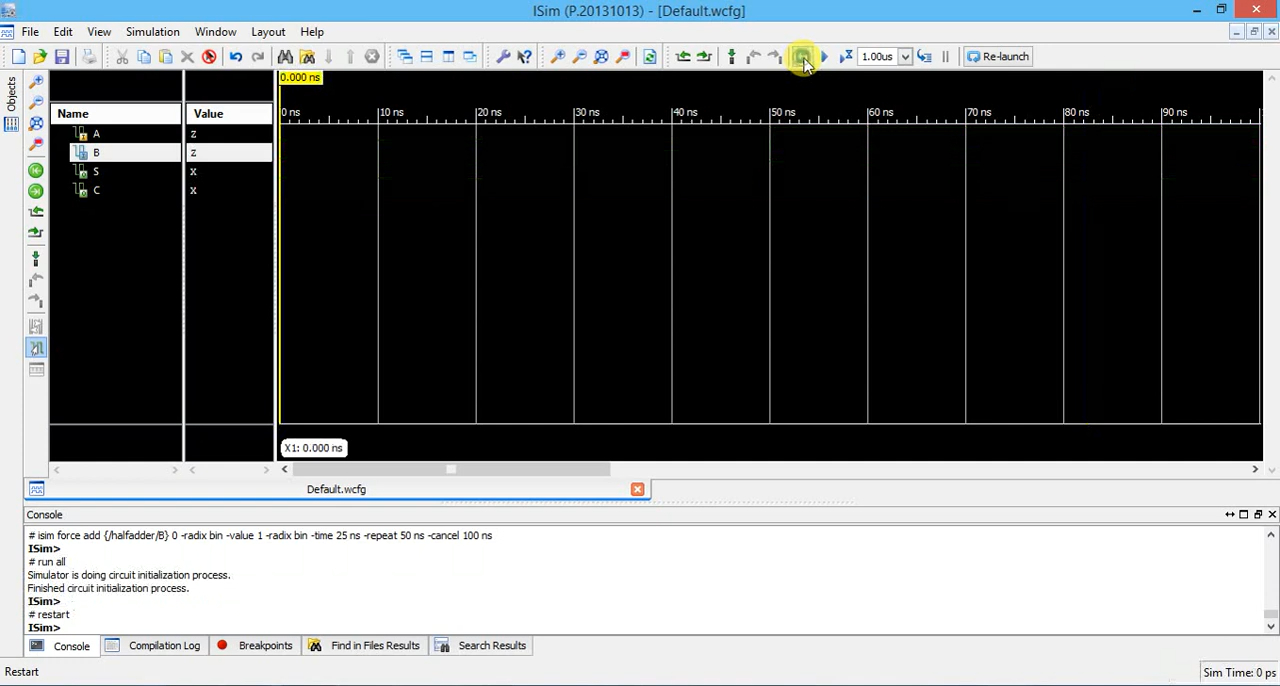 ISim (P.20131013) - [Default.wcfg]
File Edit View Simulation Window Layout Help
1.00us Re-launch
Objects
0.000 ns
Name Value
0 ns 10 ns 20 ns 30 ns 40 ns 50 ns 60 ns 70 ns 80 ns 90 ns
A z
B z
S x
C x
X1: 0.000 ns
Default.wcfg
Console
# isim force add {/halfadder/B} 0 -radix bin -value 1 -radix bin -time 25 ns -repeat 50 ns -cancel 100 ns
ISim>
# run all
Simulator is doing circuit initialization process.
Finished circuit initialization process.
ISim>
# restart
ISim>
Console Compilation Log Breakpoints Find in Files Results Search Results
Restart Sim Time: 0 ps